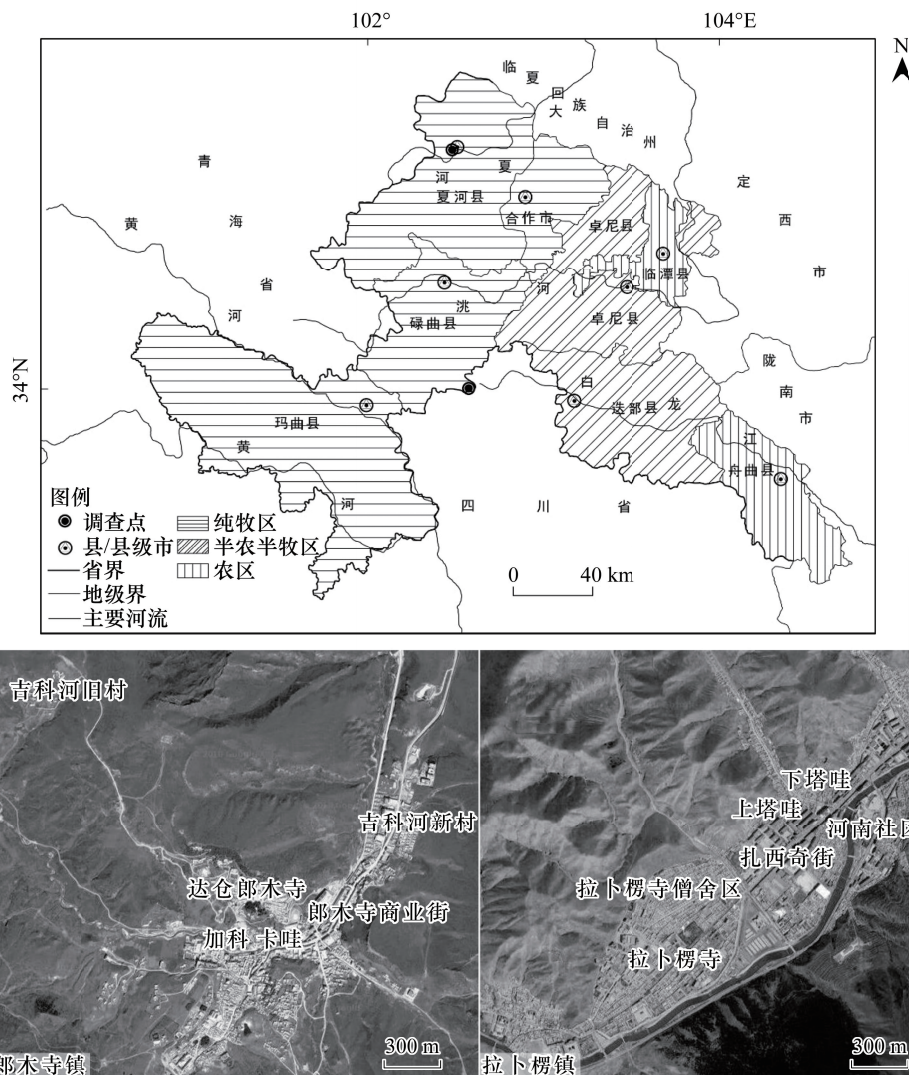 102°
104°E
N
34°N
临夏回族自治州
大夏河
青海省
黄河
定西市
夏河县
合作市
卓尼县
临潭县
洮河
碌曲县
卓尼县
陇南市
白龙江
迭部县
玛曲县
黄河
舟曲县
四川省
图例
调查点
纯牧区
县/县级市
半农半牧区
省界
农区
地级界
主要河流
0 40 km
吉科河旧村
吉科河新村
达仓郎木寺
郎木寺商业街
加科 卡哇
300 m
郎木寺镇
下塔哇
上塔哇
河南社区
扎西奇街
拉卜楞寺僧舍区
拉卜楞寺
300 m
拉卜楞镇